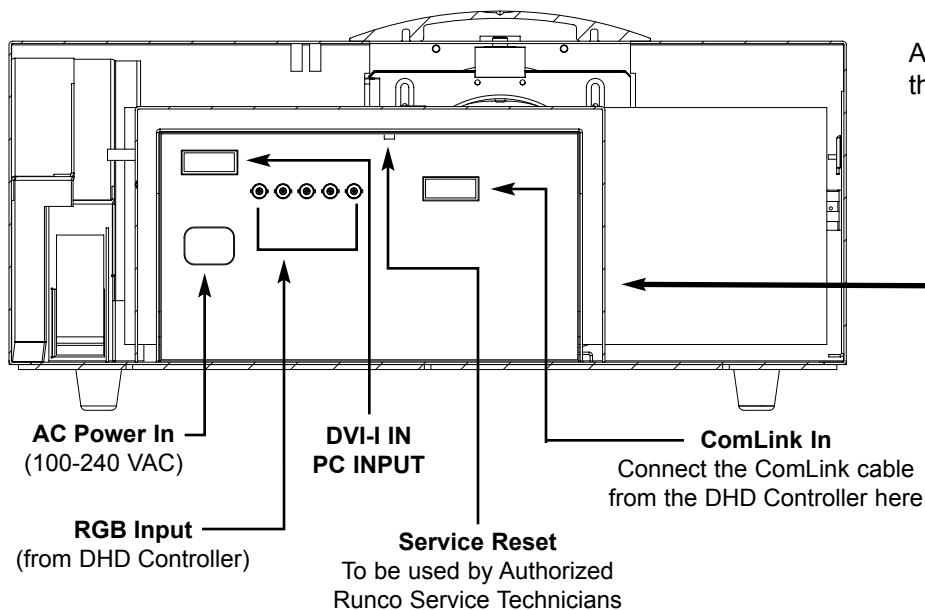 A
th
AC Power In
(100-240 VAC)
DVI-I IN
PC INPUT
ComLink In
Connect the ComLink cable
from the DHD Controller here
RGB Input
(from DHD Controller)
Service Reset
To be used by Authorized
Runco Service Technicians